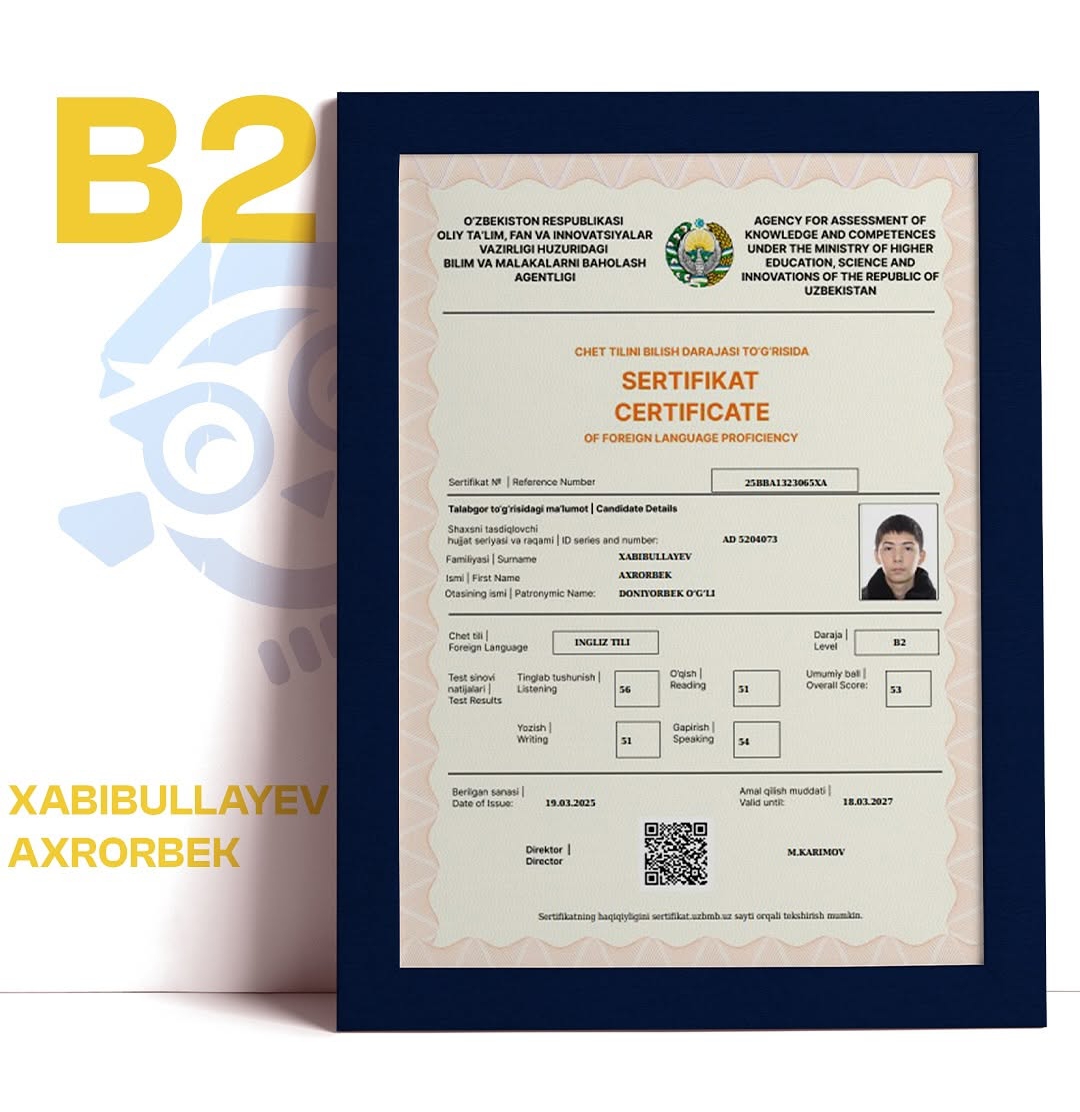 B2
XABIBULLAYEV
AXRORBEK
O'ZBEKISTON RESPUBLIKASI
OLIY TA'LIM, FAN VA INNOVATSIYALAR
VAZIRLIGI HUZURIDAGI
BILIM VA MALAKALARNI BAHOLASH
AGENTLIGI
AGENCY FOR ASSESSMENT OF
KNOWLEDGE AND COMPETENCES
UNDER THE MINISTRY OF HIGHER
EDUCATION, SCIENCE AND
INNOVATIONS OF THE REPUBLIC OF
UZBEKISTAN
CHET TILINI BILISH DARAJASI TO'G'RISIDA
SERTIFIKAT
CERTIFICATE
OF FOREIGN LANGUAGE PROFICIENCY
Sertifikat № | Reference Number 25BBA1323065XA
Talabgor to'g'risidagi ma'lumot | Candidate Details
Shaxsni tasdiqlovchi
hujjat seriyasi va raqami | ID series and number: AD 5204073
Familiyasi | Surname XABIBULLAYEV
Ismi | First Name AXRORBEK
Otasining ismi | Patronymic Name: DONIYORBEK O'G'LI
Chet tili |
Foreign Language
INGLIZ TILI
Daraja |
Level
B2
Test sinovi
natijalari |
Test Results
Tinglab tushunish |
Listening
56
O'qish |
Reading
51
Umumiy ball |
Overall Score:
53
Yozish |
Writing
51
Gapirish |
Speaking
54
Berilgan sanasi |
Date of Issue: 19.03.2025
Amal qilish muddati |
Valid until: 18.03.2027
Direktor |
Director
M.KARIMOV
Sertifikatning haqiqiyligini sertifikat.uzbmb.uz sayti orqali tekshirish mumkin.